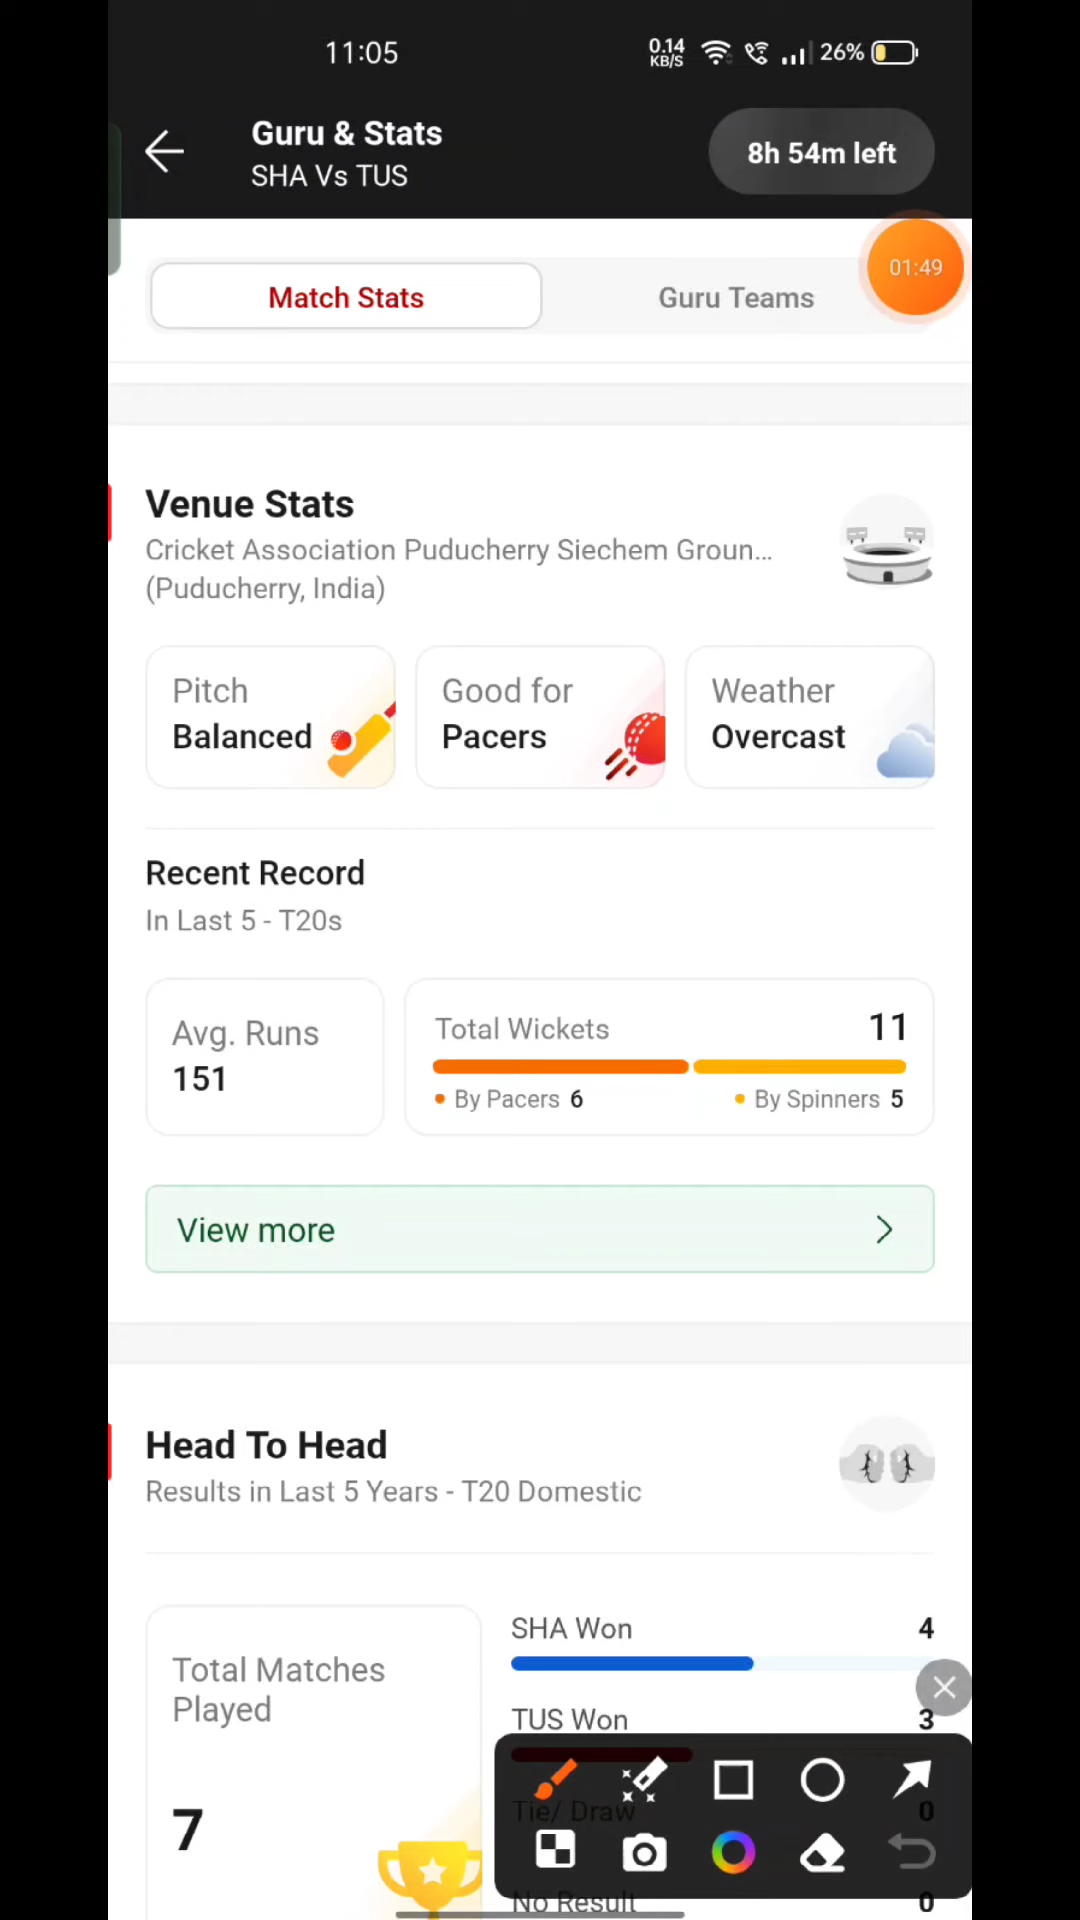 11:05
0.14
KB/S
26%
Guru & Stats
SHA Vs TUS
8h 54m left
01:49
Match Stats
Guru Teams
Venue Stats
Cricket Association Puducherry Siechem Groun...
(Puducherry, India)
Pitch
Balanced
Good for
Pacers
Weather
Overcast
Recent Record
In Last 5 - T20s
Avg. Runs
151
Total Wickets
11
By Pacers 6
By Spinners 5
View more
Head To Head
Results in Last 5 Years - T20 Domestic
Total Matches
Played
7
SHA Won
4
TUS Won
3
Tie/ Draw
0
No Result
0